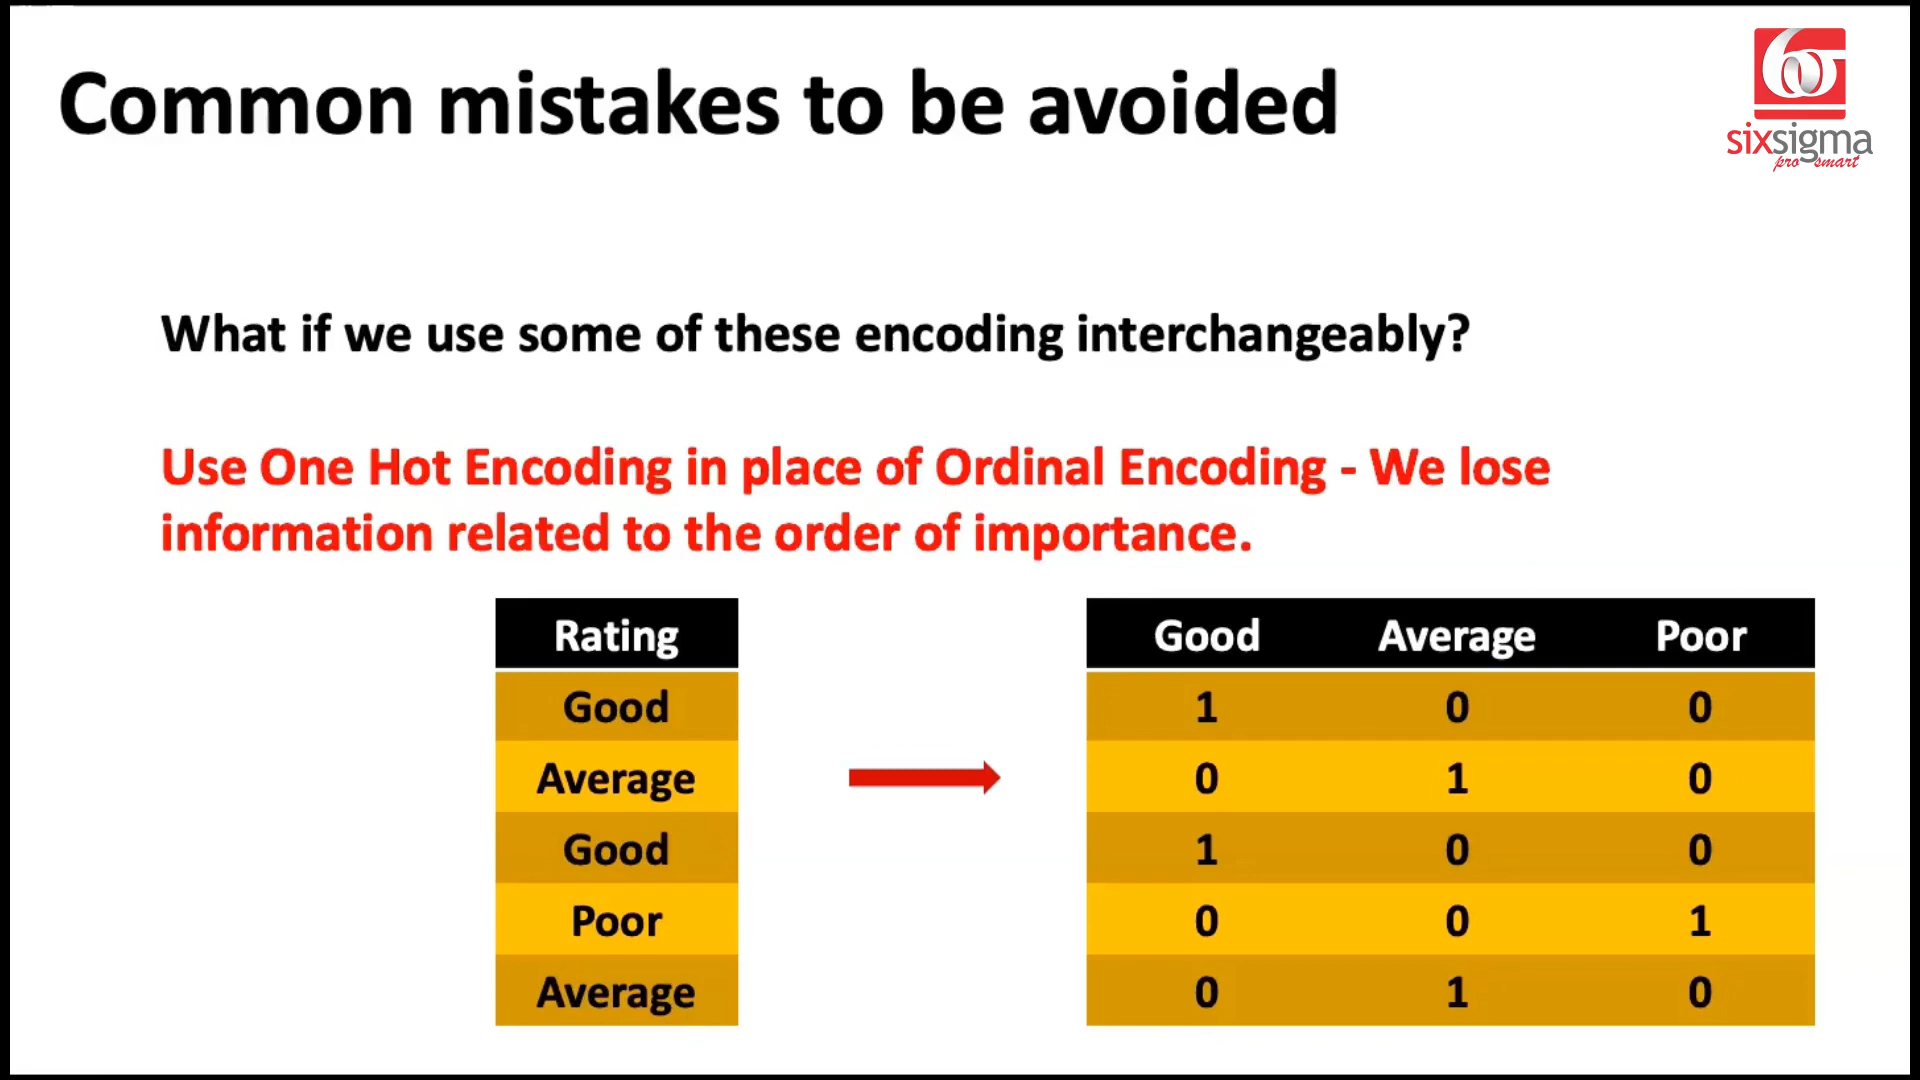 Common mistakes to be avoided
sixsigma
pro smart
What if we use some of these encoding interchangeably?
Use One Hot Encoding in place of Ordinal Encoding - We lose
information related to the order of importance.
Rating
Good
Average
Good
Poor
Average
Good Average Poor
1 0 0
0 1 0
1 0 0
0 0 1
0 1 0